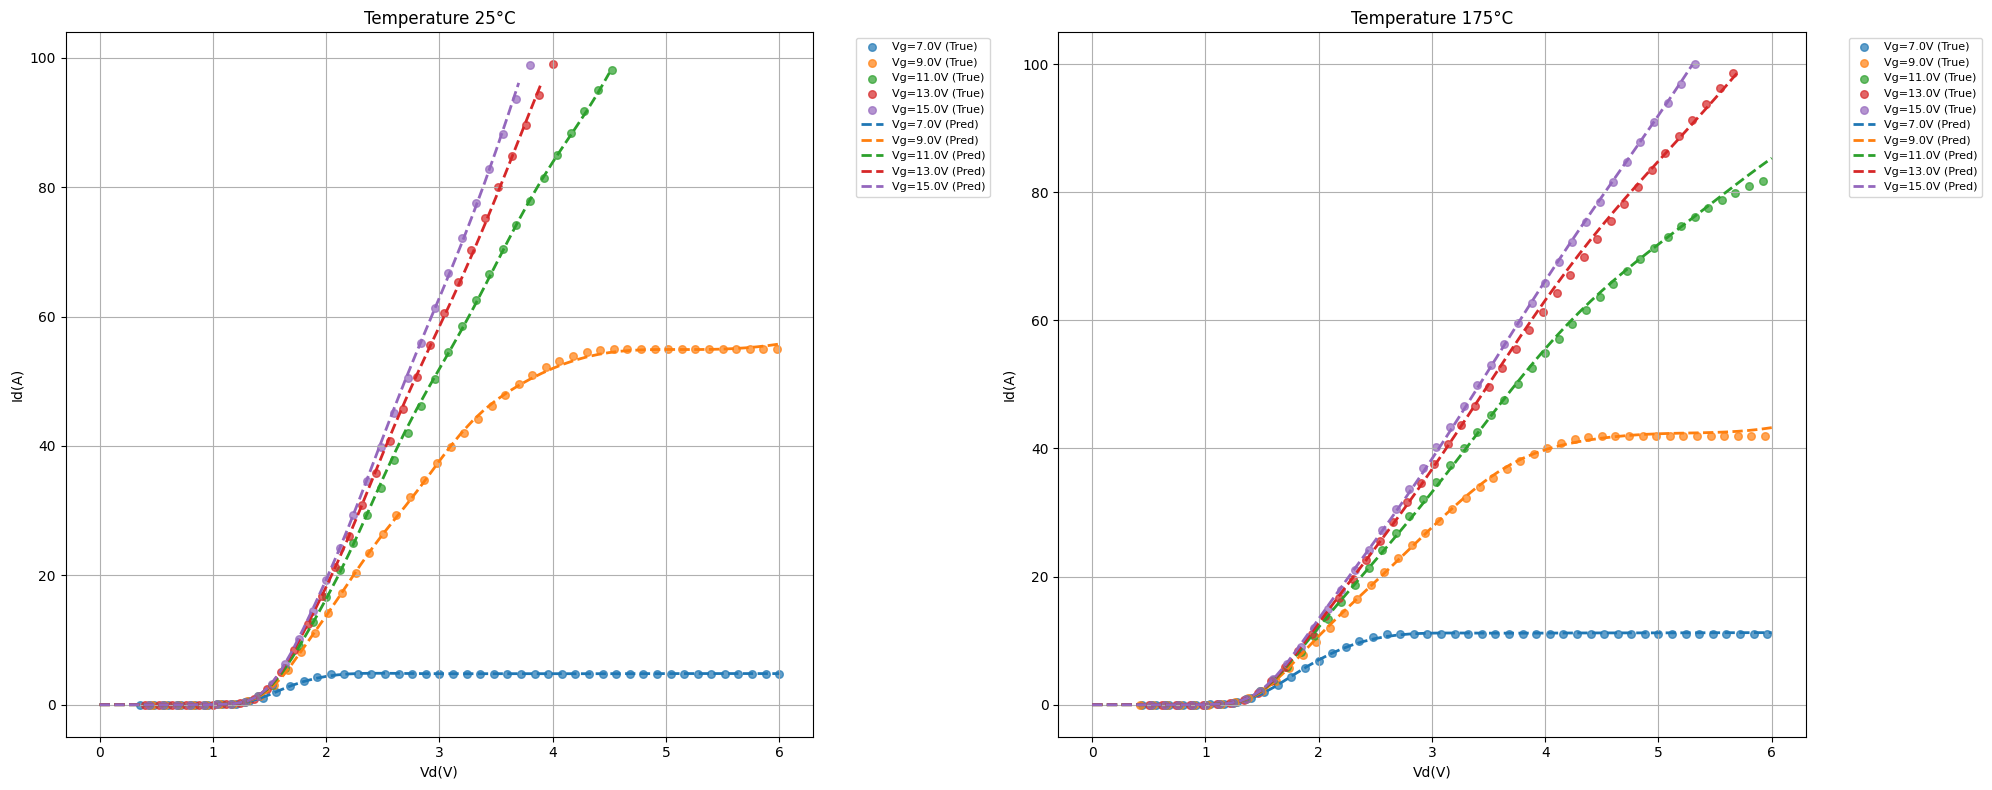 Temperature 25°C
100
80
60
40
20
0
Id(A)
0 1 2 3 4 5 6
Vd(V)
Vg=7.0V (True)
Vg=9.0V (True)
Vg=11.0V (True)
Vg=13.0V (True)
Vg=15.0V (True)
Vg=7.0V (Pred)
Vg=9.0V (Pred)
Vg=11.0V (Pred)
Vg=13.0V (Pred)
Vg=15.0V (Pred)
Temperature 175°C
100
80
60
40
20
0
Id(A)
0 1 2 3 4 5 6
Vd(V)
Vg=7.0V (True)
Vg=9.0V (True)
Vg=11.0V (True)
Vg=13.0V (True)
Vg=15.0V (True)
Vg=7.0V (Pred)
Vg=9.0V (Pred)
Vg=11.0V (Pred)
Vg=13.0V (Pred)
Vg=15.0V (Pred)